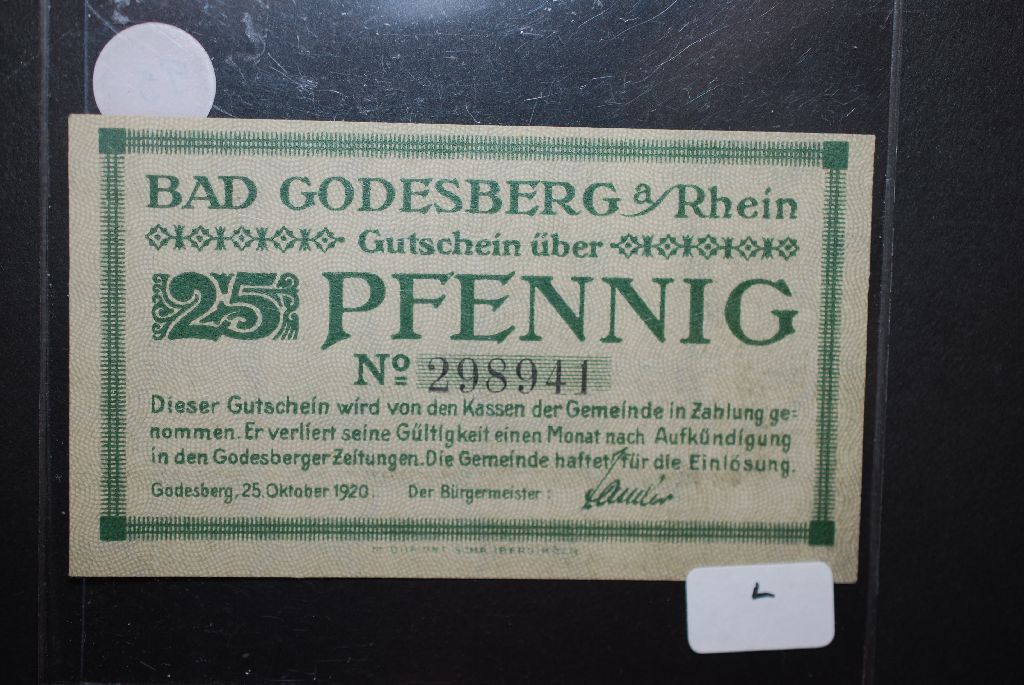 BAD GODESBERG a/Rhein
Gutschein über
25 PFENNIG
Nº 298941
Dieser Gutschein wird von den Kassen der Gemeinde in Zahlung ge=
nommen. Er verliert seine Gültigkeit einen Monat nach Aufkündigung
in den Godesberger Zeitungen. Die Gemeinde haftet für die Einlösung.
Godesberg, 25. Oktober 1920. Der Bürgermeister:
L